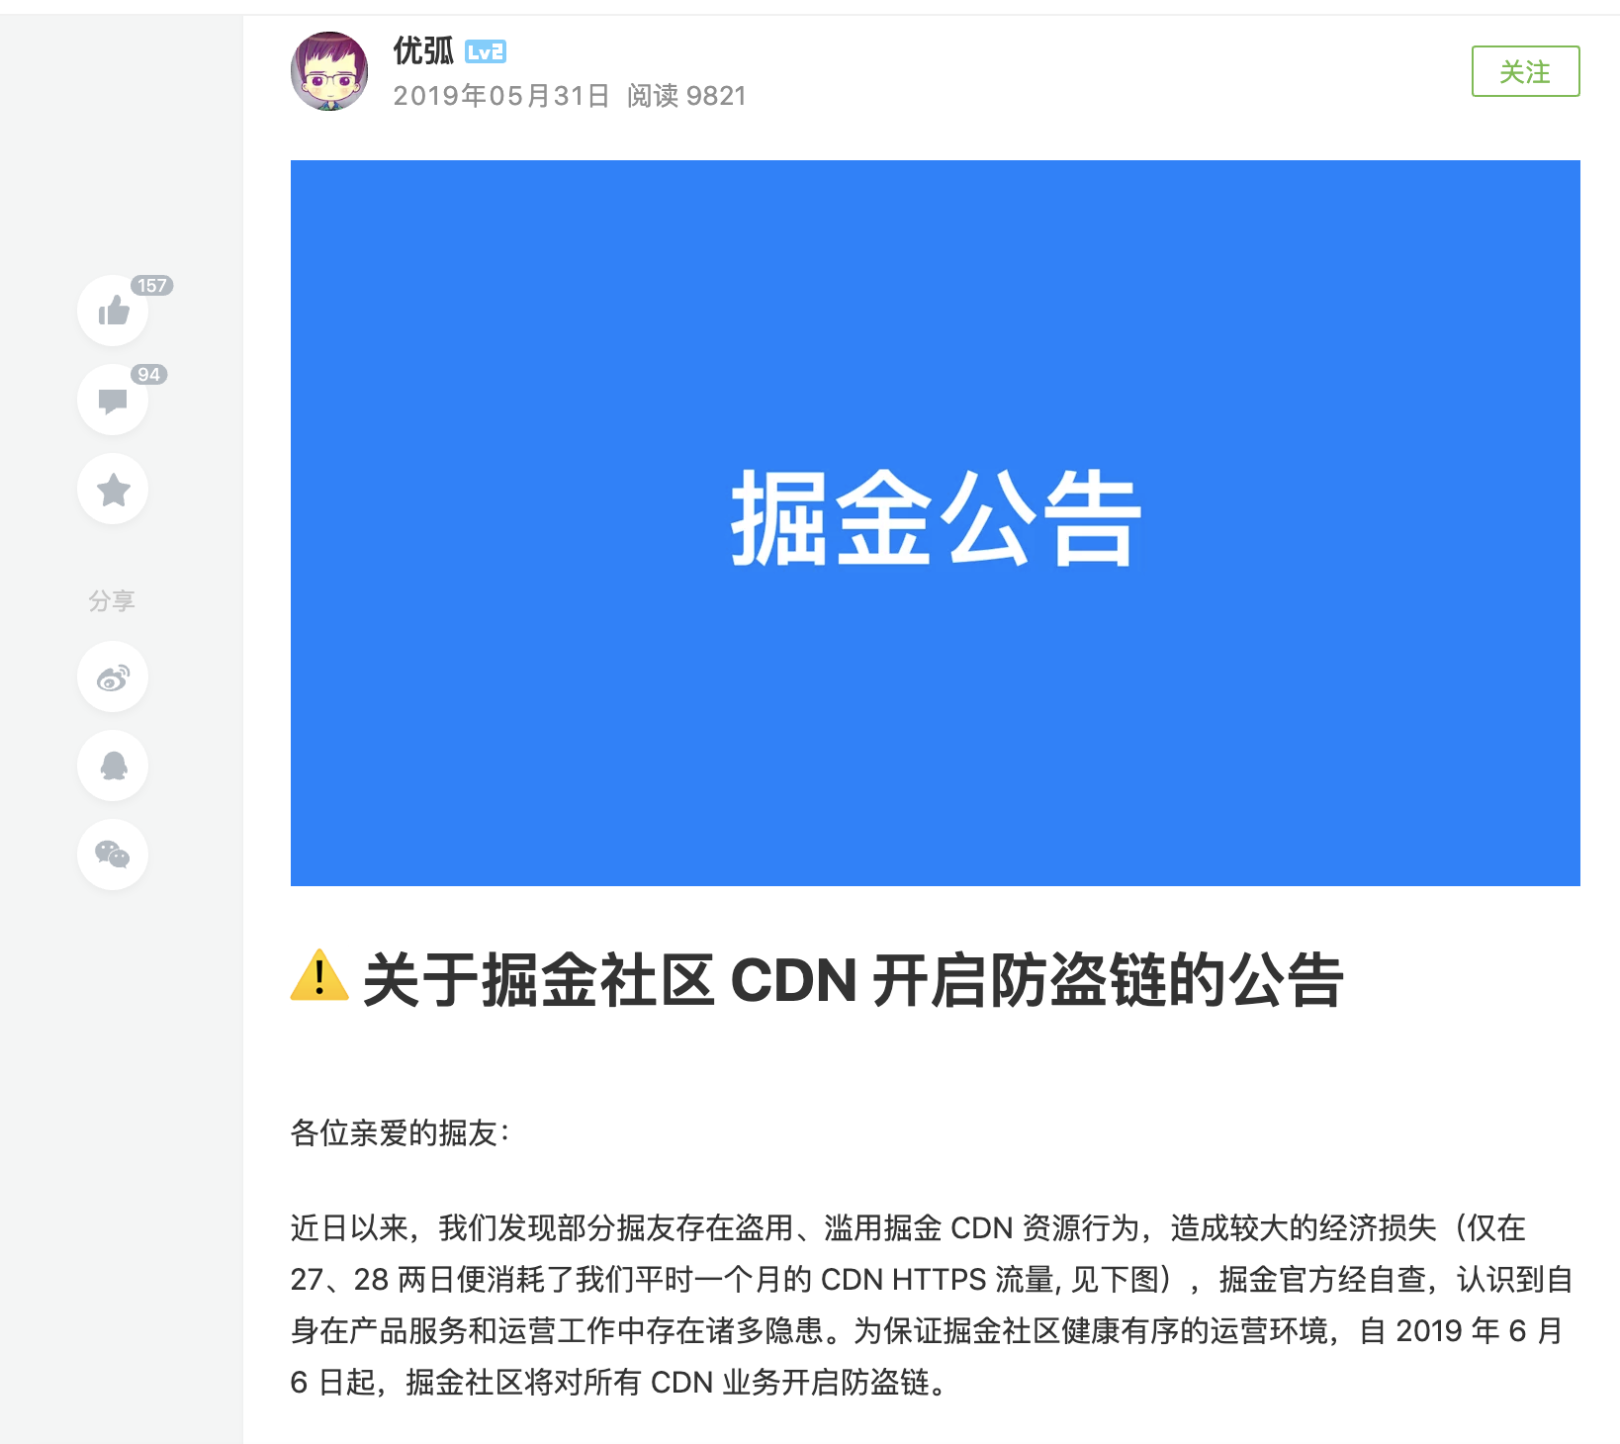 优弧 Lv2
2019年05月31日 阅读 9821
关注
157
94
分享
掘金公告
⚠️ 关于掘金社区 CDN 开启防盗链的公告
各位亲爱的掘友：
近日以来，我们发现部分掘友存在盗用、滥用掘金 CDN 资源行为，造成较大的经济损失（仅在
27、28 两日便消耗了我们平时一个月的 CDN HTTPS 流量, 见下图），掘金官方经自查，认识到自
身在产品服务和运营工作中存在诸多隐患。为保证掘金社区健康有序的运营环境，自 2019 年 6 月
6 日起，掘金社区将对所有 CDN 业务开启防盗链。